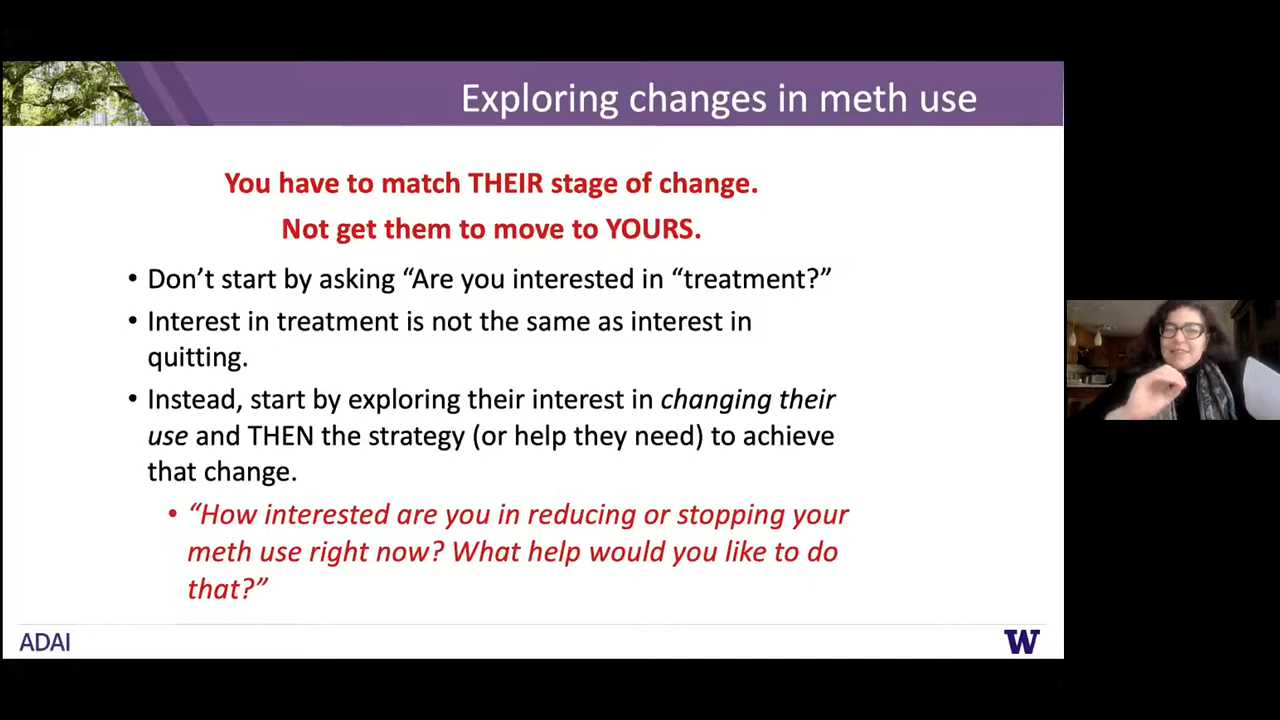 Exploring changes in meth use
You have to match THEIR stage of change.
Not get them to move to YOURS.
• Don’t start by asking “Are you interested in “treatment?”
• Interest in treatment is not the same as interest in
quitting.
• Instead, start by exploring their interest in changing their
use and THEN the strategy (or help they need) to achieve
that change.
• “How interested are you in reducing or stopping your
meth use right now? What help would you like to do
that?”
ADAI
W